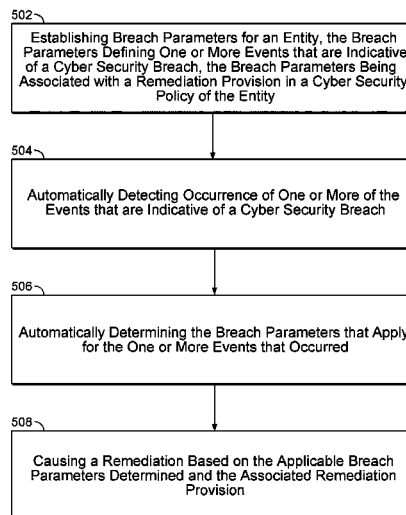 502
Establishing Breach Parameters for an Entity, the Breach
Parameters Defining One or More Events that are Indicative
of a Cyber Security Breach, the Breach Parameters Being
Associated with a Remediation Provision in a Cyber Security
Policy of the Entity
504
Automatically Detecting Occurrence of One or More of the
Events that are Indicative of a Cyber Security Breach
506
Automatically Determining the Breach Parameters that Apply
for the One or More Events that Occurred
508
Causing a Remediation Based on the Applicable Breach
Parameters Determined and the Associated Remediation
Provision